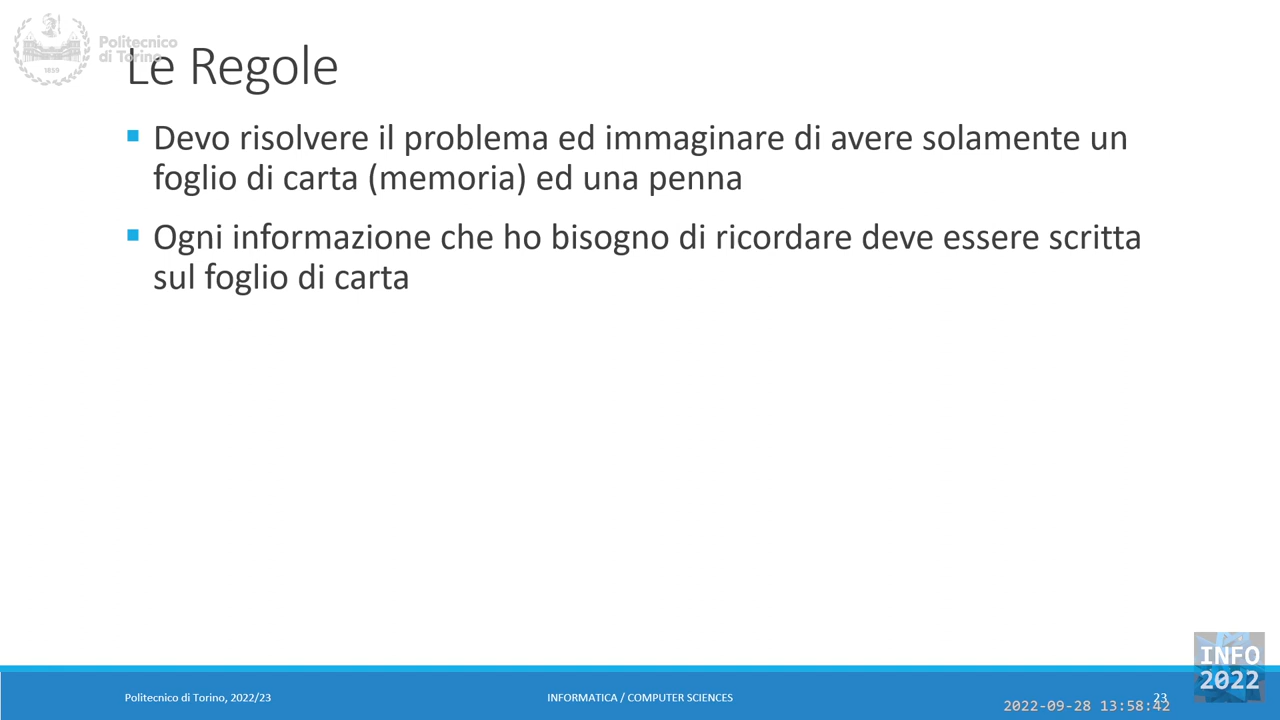 Politecnico
di Torino
1859
Le Regole
Devo risolvere il problema ed immaginare di avere solamente un
foglio di carta (memoria) ed una penna
Ogni informazione che ho bisogno di ricordare deve essere scritta
sul foglio di carta
INFO
2022
Politecnico di Torino, 2022/23
INFORMATICA / COMPUTER SCIENCES
23
2022-09-28 13:58:42